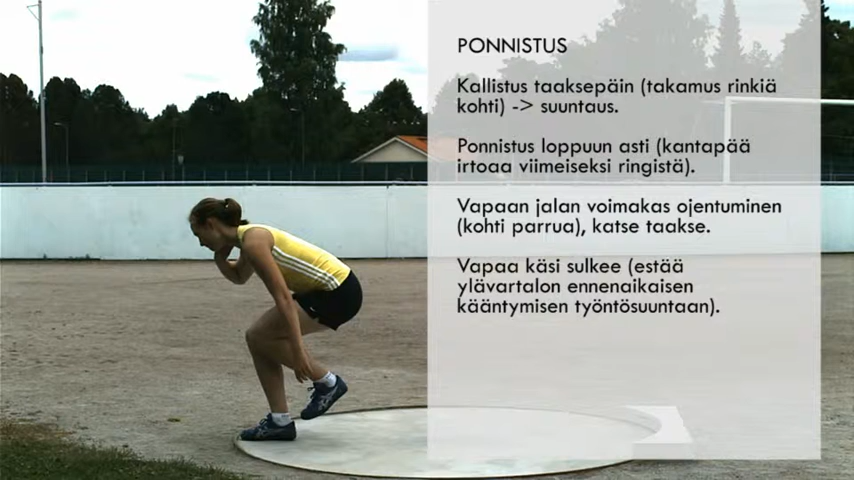 PONNISTUS
Kallistus taaksepäin (takamus rinkiä
kohti) -> suuntaus.
Ponnistus loppuun asti (kantapää
irtoaa viimeiseksi ringistä).
Vapaan jalan voimakas ojentuminen
(kohti parrua), katse taakse.
Vapaa käsi sulkee (estää
ylävartalon ennenaikaisen
kääntymisen työntösuuntaan).